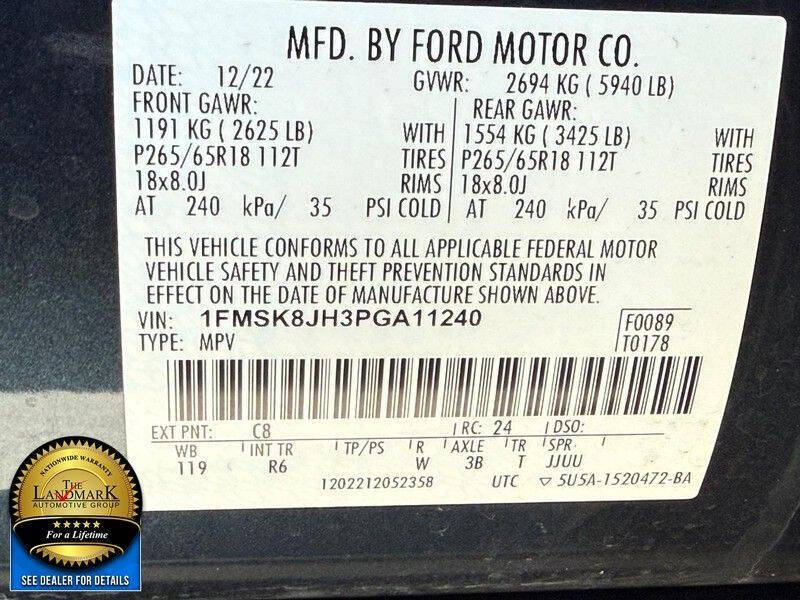 MFD. BY FORD MOTOR CO.
DATE: 12/22 GVWR: 2694 KG ( 5940 LB)
FRONT GAWR: REAR GAWR:
1191 KG ( 2625 LB) WITH 1554 KG ( 3425 LB) WITH
P265/65R18 112T TIRES P265/65R18 112T TIRES
18x8.0J RIMS 18x8.0J RIMS
AT 240 kPa/ 35 PSI COLD AT 240 kPa/ 35 PSI COLD
THIS VEHICLE CONFORMS TO ALL APPLICABLE FEDERAL MOTOR
VEHICLE SAFETY AND THEFT PREVENTION STANDARDS IN
EFFECT ON THE DATE OF MANUFACTURE SHOWN ABOVE.
VIN: 1FMSK8JH3PGA11240 F0089
TYPE: MPV T0178
EXT PNT: C8 RC: 24 DSO:
WB INT TR TP/PS R AXLE TR SPR
119 R6 W 3B T JJUU
1202212052358 UTC ▽ 5U5A-1520472-BA
NATIONWIDE WARRANTY
THE
LANDMARK
AUTOMOTIVE GROUP
For a Lifetime
SEE DEALER FOR DETAILS